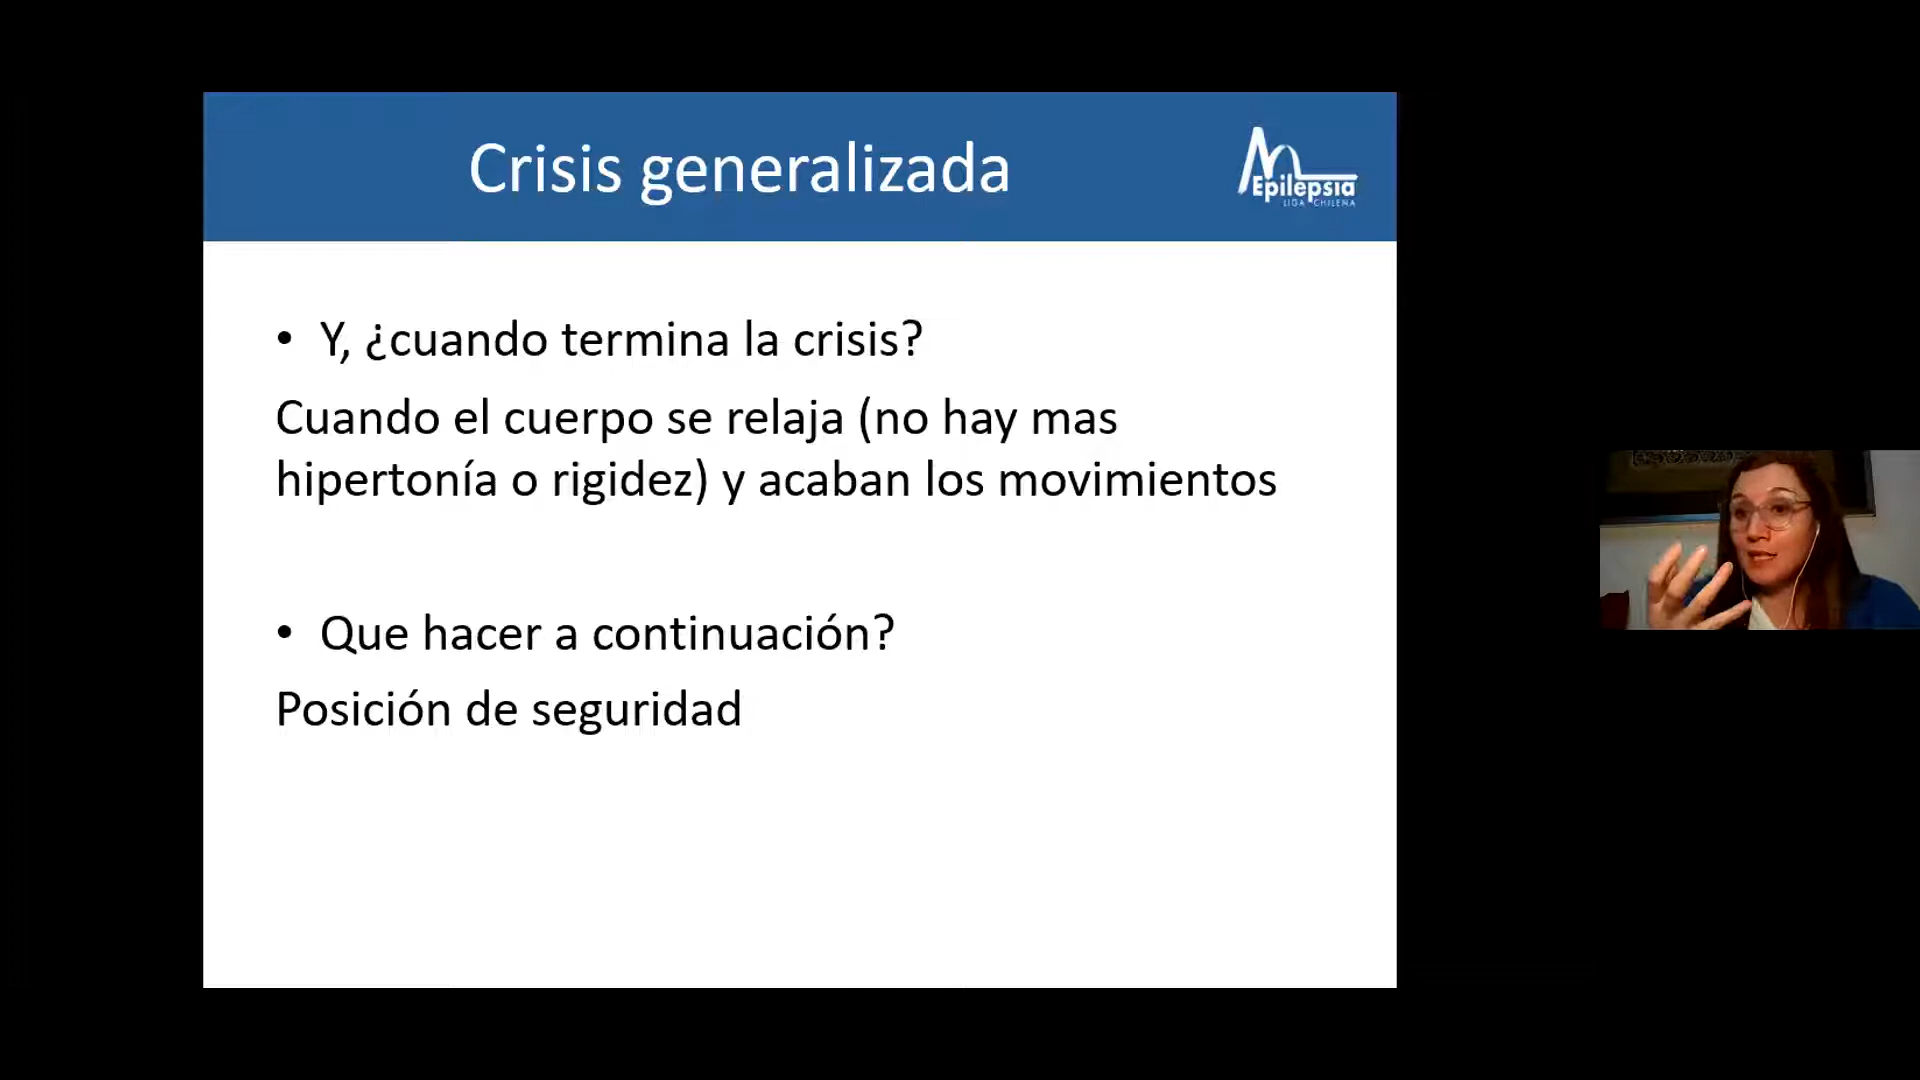 Crisis generalizada
Epilepsia
LIGA CHILENA
• Y, ¿cuando termina la crisis?
Cuando el cuerpo se relaja (no hay mas
hipertonía o rigidez) y acaban los movimientos
• Que hacer a continuación?
Posición de seguridad